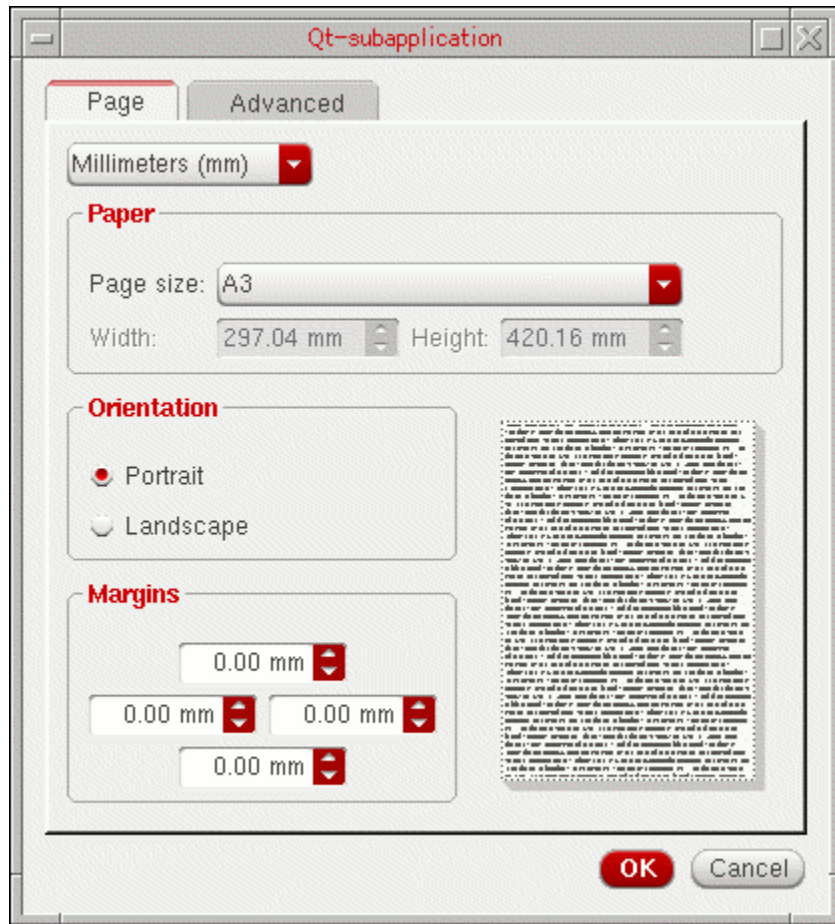 Qt-subapplication
Page Advanced
Millimeters (mm)
Paper
Page size: A3
Width: 297.04 mm Height: 420.16 mm
Orientation
Portrait
Landscape
Margins
0.00 mm
0.00 mm 0.00 mm
0.00 mm
OK Cancel